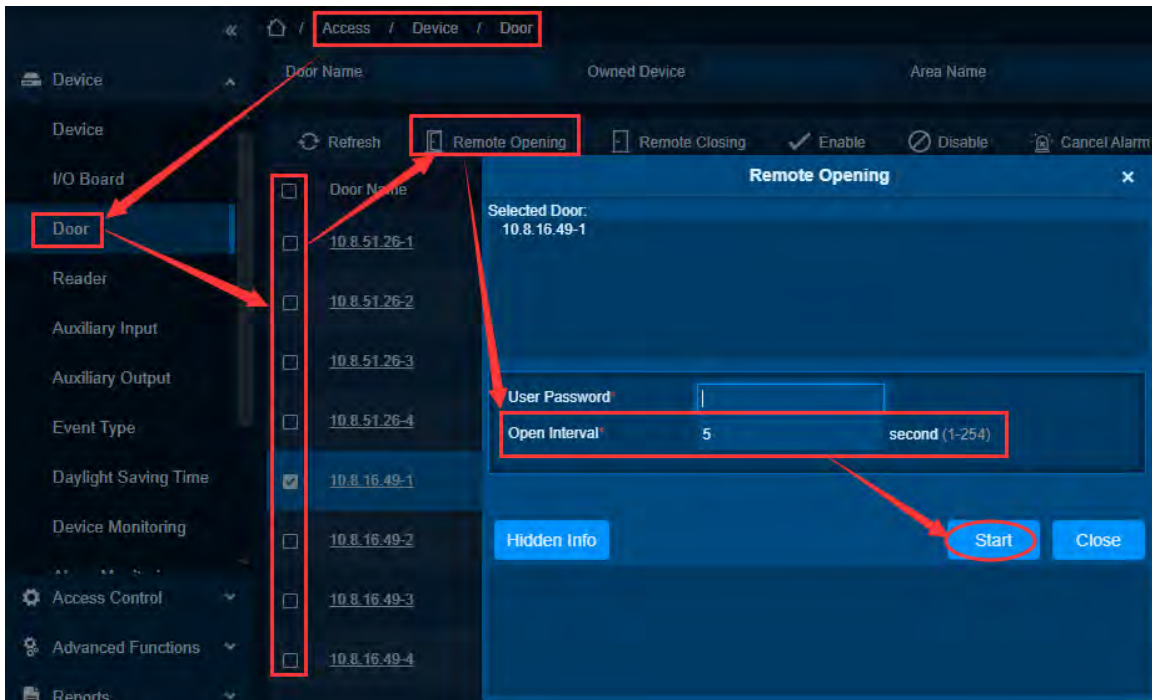 Access / Device / Door
Device
Door Name Owned Device Area Name
Device
Refresh Remote Opening Remote Closing Enable Disable Cancel Alarm
I/O Board
Door Name
Remote Opening
Selected Door:
10.8.16.49-1
Door
10.8.51.26-1
Reader
10.8.51.26-2
Auxiliary Input
10.8.51.26-3
Auxiliary Output
User Password*
Open Interval* 5 second (1-254)
Event Type
10.8.51.26-4
Daylight Saving Time
10.8.16.49-1
Device Monitoring
10.8.16.49-2
Hidden Info Start Close
Access Control
10.8.16.49-3
Advanced Functions
10.8.16.49-4
Reports